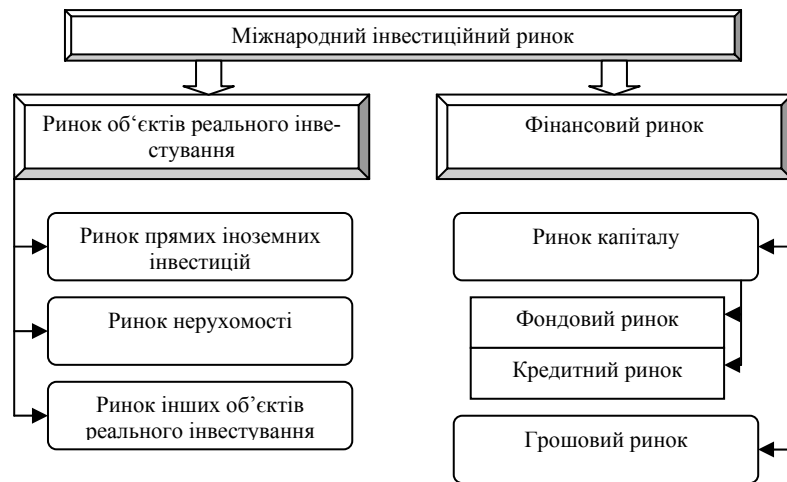 Міжнародний інвестиційний ринок
Ринок об‘єктів реального інве-
стування
Фінансовий ринок
Ринок прямих іноземних
інвестицій
Ринок нерухомості
Ринок інших об’єктів
реального інвестування
Ринок капіталу
Фондовий ринок
Кредитний ринок
Грошовий ринок